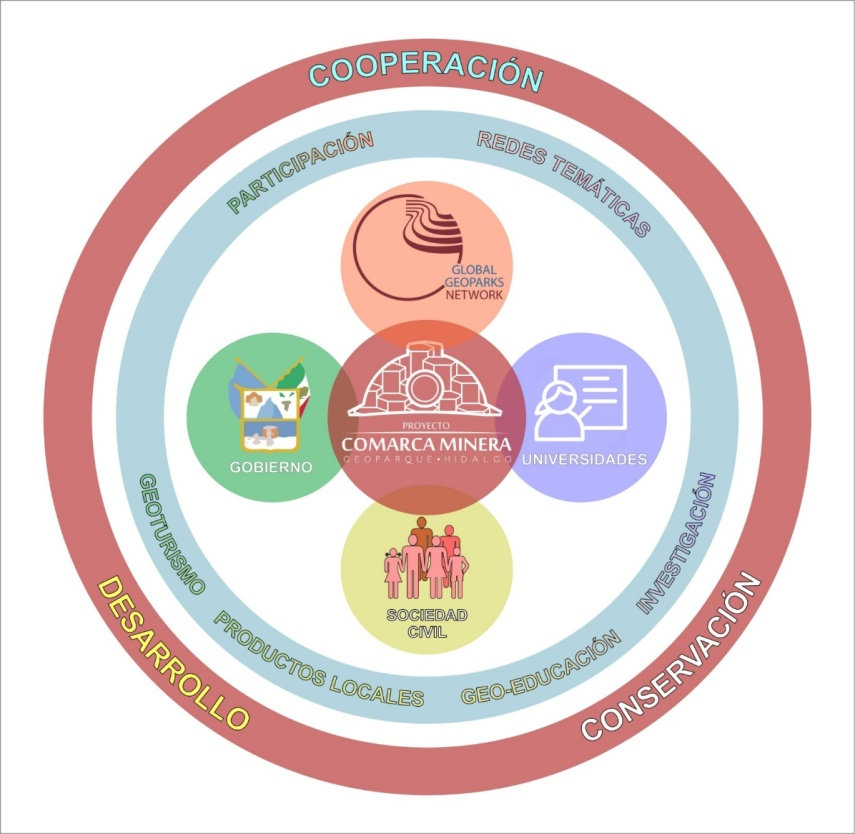 COOPERACIÓN
PARTICIPACIÓN
REDES TEMÁTICAS
GLOBAL
GEOPARKS
NETWORK
PROYECTO
COMARCA MINERA
GEOPARQUE•HIDALGO
GOBIERNO
UNIVERSIDADES
SOCIEDAD
CIVIL
GEOTURISMO
INVESTIGACIÓN
PRODUCTOS LOCALES
GEO-EDUCACIÓN
DESARROLLO
CONSERVACIÓN